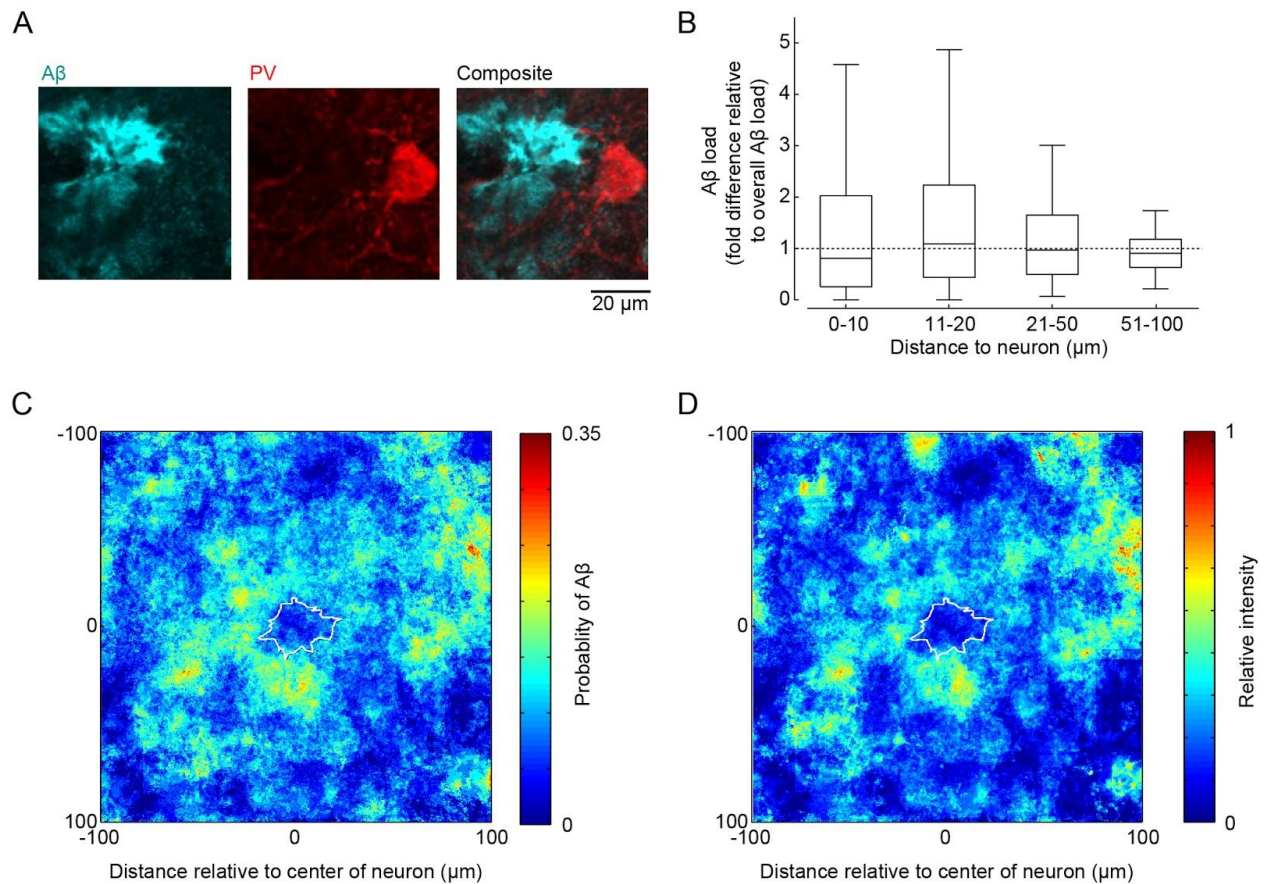 A
Aβ
PV
Composite
20 µm
B
Aβ load
(fold difference relative
to overall Aβ load)
5
4
3
2
1
0
0-10
11-20
21-50
51-100
Distance to neuron (µm)
C
-100
0
100
-100
0
100
Distance relative to center of neuron (µm)
0.35
0
Probablity of Aβ
D
-100
0
100
-100
0
100
Distance relative to center of neuron (µm)
1
0
Relative intensity